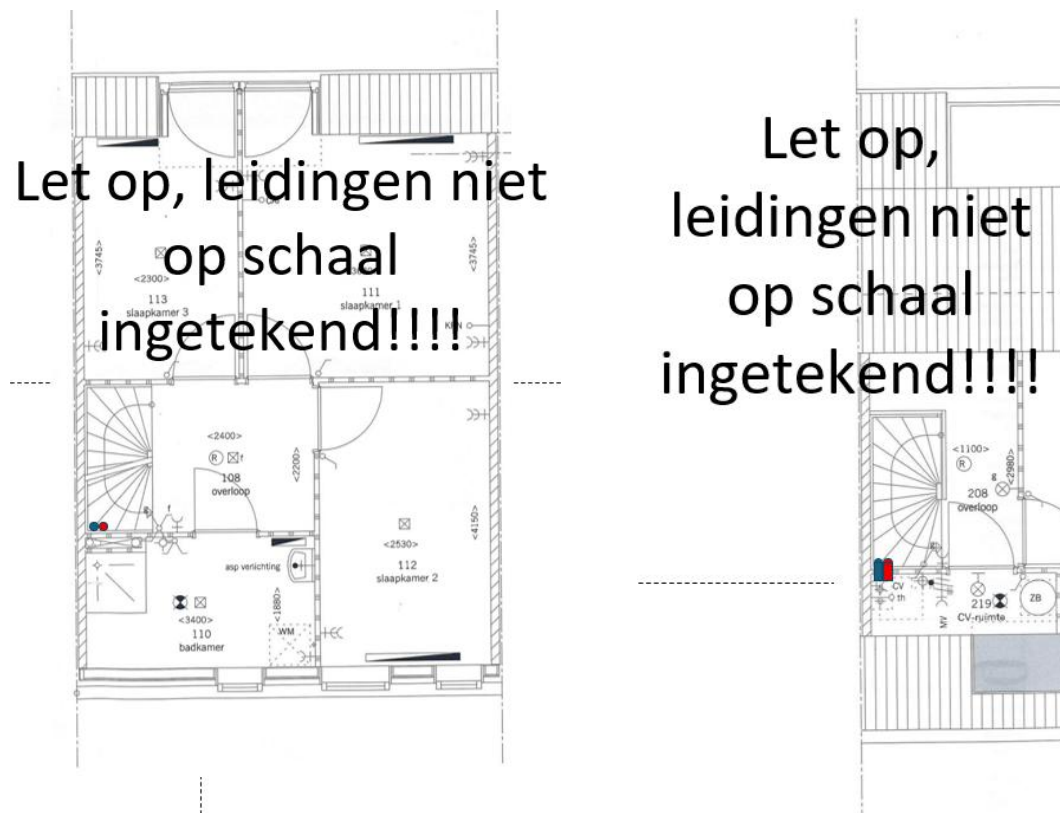 Let op, leidingen niet
op schaal
ingetekend!!!!
<3745>
<2300>
113
slaapkamer 3
111
slaapkamer 1
<3745>
<2400>
R
f
108
overloop
<2200>
f
<2530>
112
slaapkamer 2
<4150>
asp verlichting
<1880>
<3400>
110
badkamer
WM
Let op,
leidingen niet
op schaal
ingetekend!!!!
<1100>
R
<2980>
g
208
overloop
CV
th
MV
219
CV-ruimte
ZB